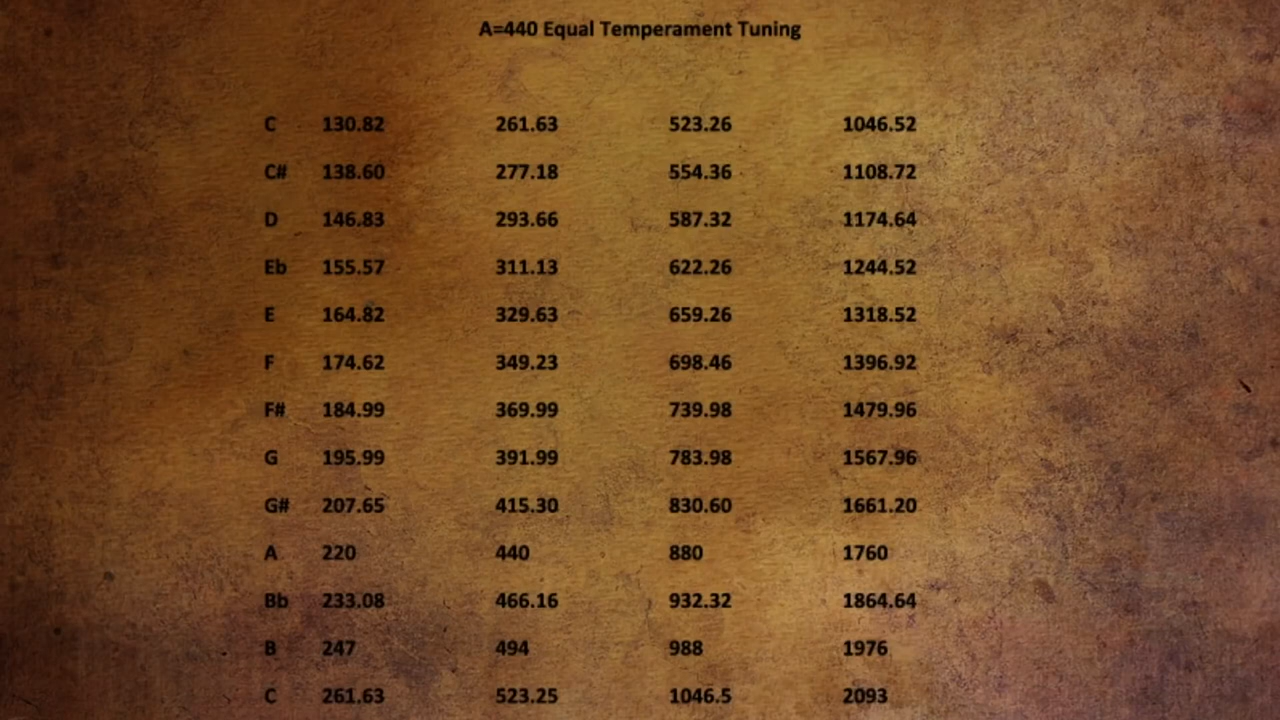 A=440 Equal Temperament Tuning
C 130.82 261.63 523.26 1046.52
C# 138.60 277.18 554.36 1108.72
D 146.83 293.66 587.32 1174.64
Eb 155.57 311.13 622.26 1244.52
E 164.82 329.63 659.26 1318.52
F 174.62 349.23 698.46 1396.92
F# 184.99 369.99 739.98 1479.96
G 195.99 391.99 783.98 1567.96
G# 207.65 415.30 830.60 1661.20
A 220 440 880 1760
Bb 233.08 466.16 932.32 1864.64
B 247 494 988 1976
C 261.63 523.25 1046.5 2093